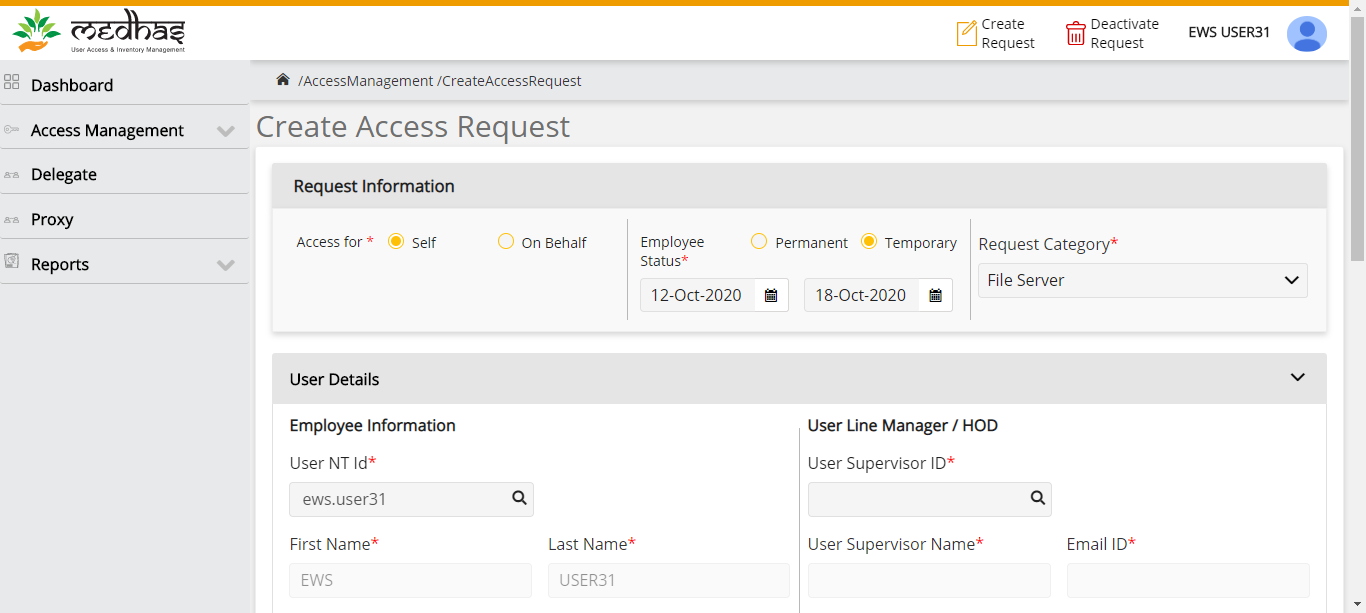 medhas
User Access & Inventory Management
Create
Request
Deactivate
Request
EWS USER31
Dashboard
Access Management
Delegate
Proxy
Reports
/AccessManagement /CreateAccessRequest
Create Access Request
Request Information
Access for * Self On Behalf
Employee
Status*
Permanent Temporary
12-Oct-2020 18-Oct-2020
Request Category*
File Server
User Details
Employee Information
User NT Id*
ews.user31
First Name* Last Name*
EWS USER31
User Line Manager / HOD
User Supervisor ID*
User Supervisor Name* Email ID*